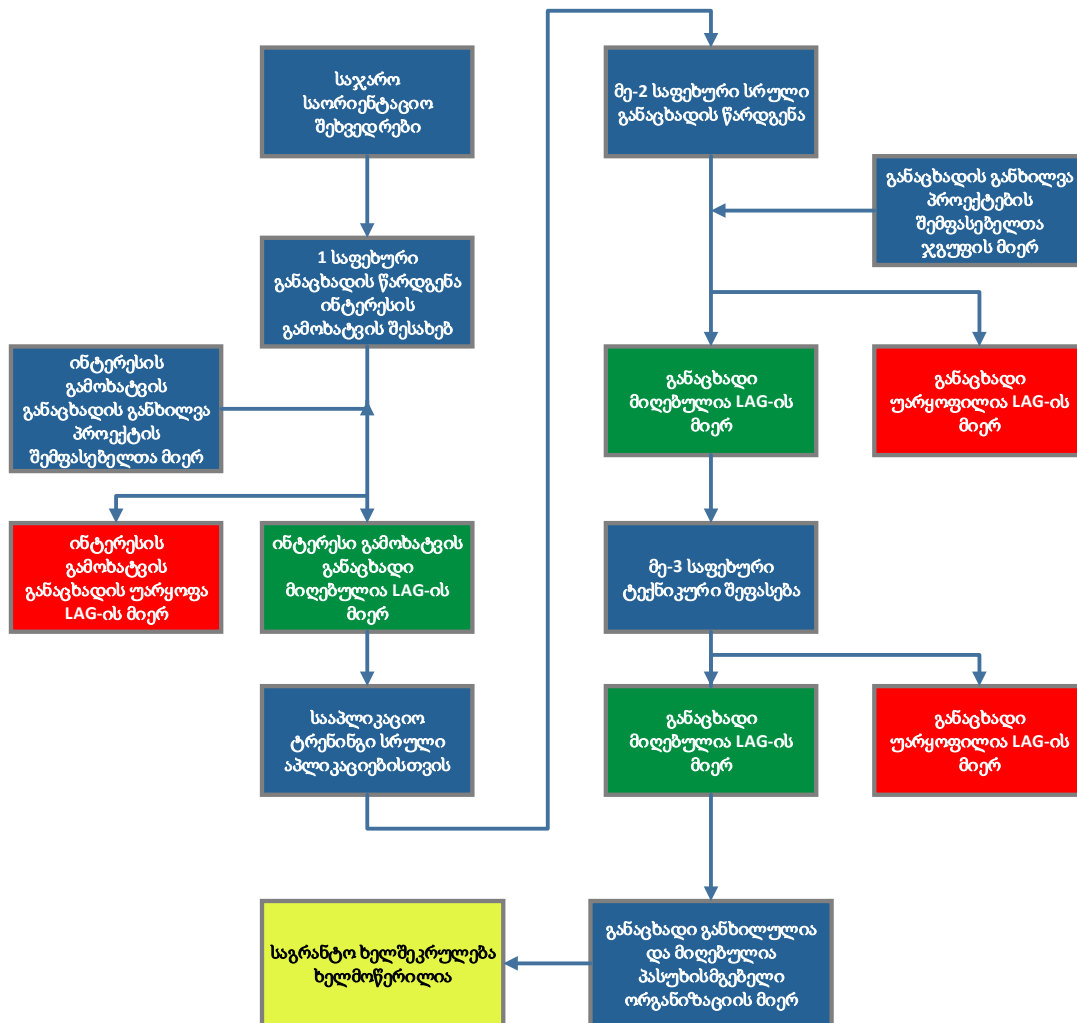 საჯარო
საორიენტაციო
შეხვედრები
1 საფეხური
განაცხადის წარდგენა
ინტერესის
გამოხატვის შესახებ
ინტერესის
გამოხატვის
განაცხადის განხილვა
პროექტის
შემფასებელთა მიერ
ინტერესის
გამოხატვის
განაცხადის უარყოფა
LAG-ის მიერ
ინტერესი გამოხატვის
განაცხადი
მიღებულია LAG-ის
მიერ
სააპლიკაციო
ტრენინგი სრული
აპლიკაციებისთვის
მე-2 საფეხური სრული
განაცხადის წარდგენა
განაცხადის განხილვა
პროექტების
შემფასებელთა
ჯგუფის მიერ
განაცხადი
მიღებულია LAG-ის
მიერ
განაცხადი
უარყოფილია LAG-ის
მიერ
მე-3 საფეხური
ტექნიკური შეფასება
განაცხადი
მიღებულია LAG-ის
მიერ
განაცხადი
უარყოფილია LAG-ის
მიერ
განაცხადი განხილულია
და მიღებულია
პასუხისმგებელი
ორგანიზაციის მიერ
საგრანტო ხელშეკრულება
ხელმოწერილია